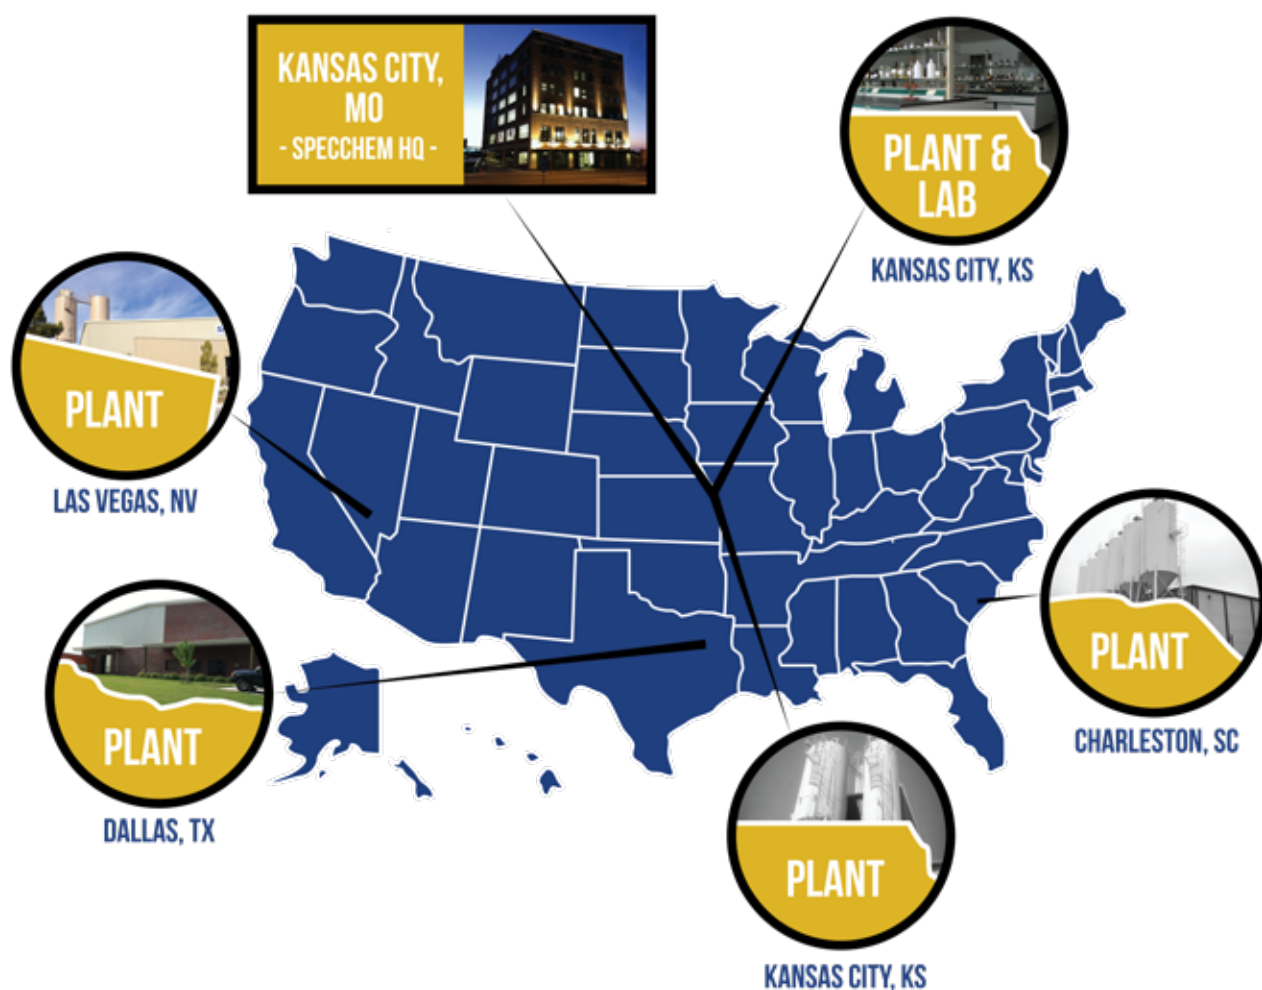 KANSAS CITY,
MO
- SPECCHEM HQ -
PLANT &
LAB
KANSAS CITY, KS
PLANT
LAS VEGAS, NV
PLANT
CHARLESTON, SC
PLANT
DALLAS, TX
PLANT
KANSAS CITY, KS